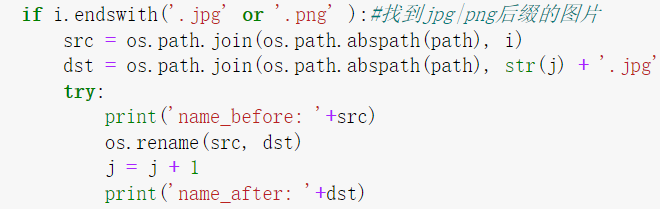 if i.endswith('.jpg' or '.png' ):#找到jpg|png后缀的图片
src = os.path.join(os.path.abspath(path), i)
dst = os.path.join(os.path.abspath(path), str(j) + '.jpg'
try:
print('name_before: '+src)
os.rename(src, dst)
j = j + 1
print('name_after: '+dst)